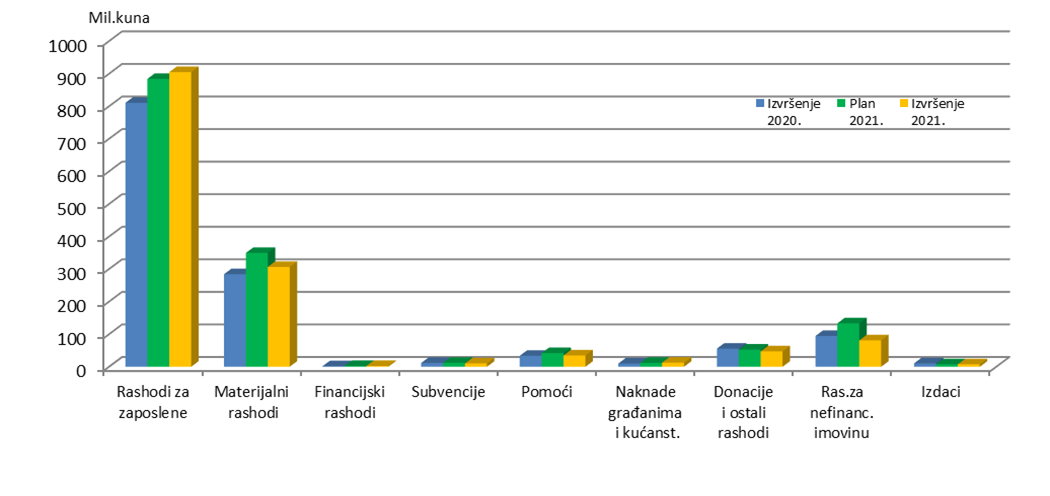 Mil.kuna
1000
900
800
700
600
500
400
300
200
100
0
Izvršenje
2020.
Plan
2021.
Izvršenje
2021.
Rashodi za
zaposlene
Materijalni
rashodi
Financijski
rashodi
Subvencije
Pomoći
Naknade
građanima
i kućanst.
Donacije
i ostali
rashodi
Ras.za
nefinanc.
imovinu
Izdaci